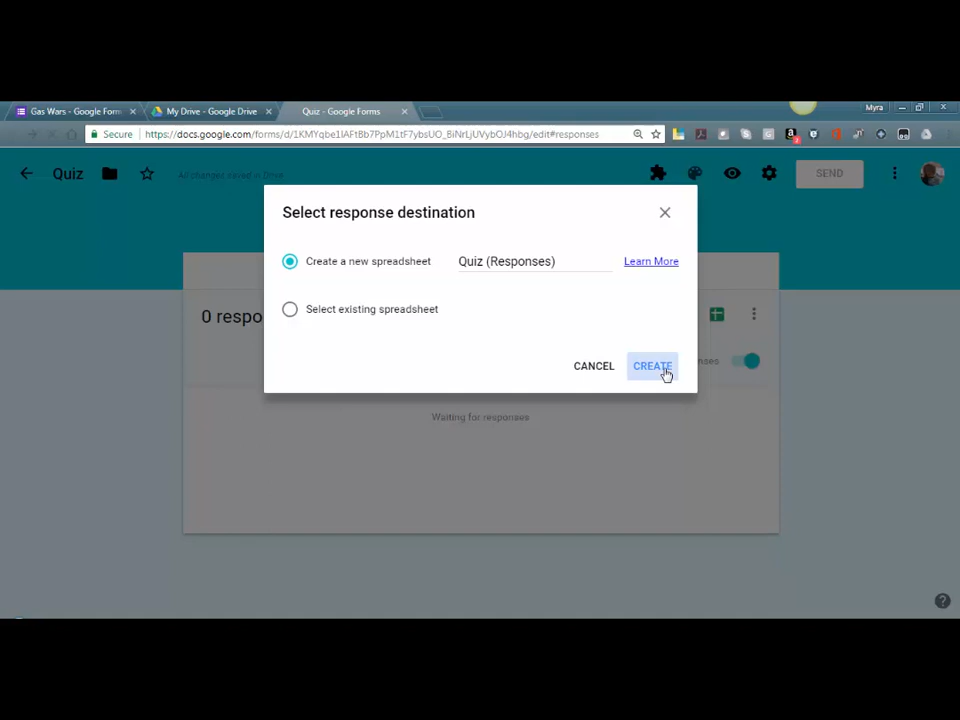 Gas Wars - Google Form
My Drive - Google Drive
Quiz - Google Forms
Myra
Secure
https://docs.google.com/forms/d/1KMYqbe1lAFtBb7PpM1tF7ybsUO_BiNrLjUVybOJ4hbg/edit#responses
Quiz
All changes saved in Drive
SEND
Select response destination
Create a new spreadsheet
Quiz (Responses)
Learn More
Select existing spreadsheet
0 respo
nses
CANCEL
CREATE
Waiting for responses